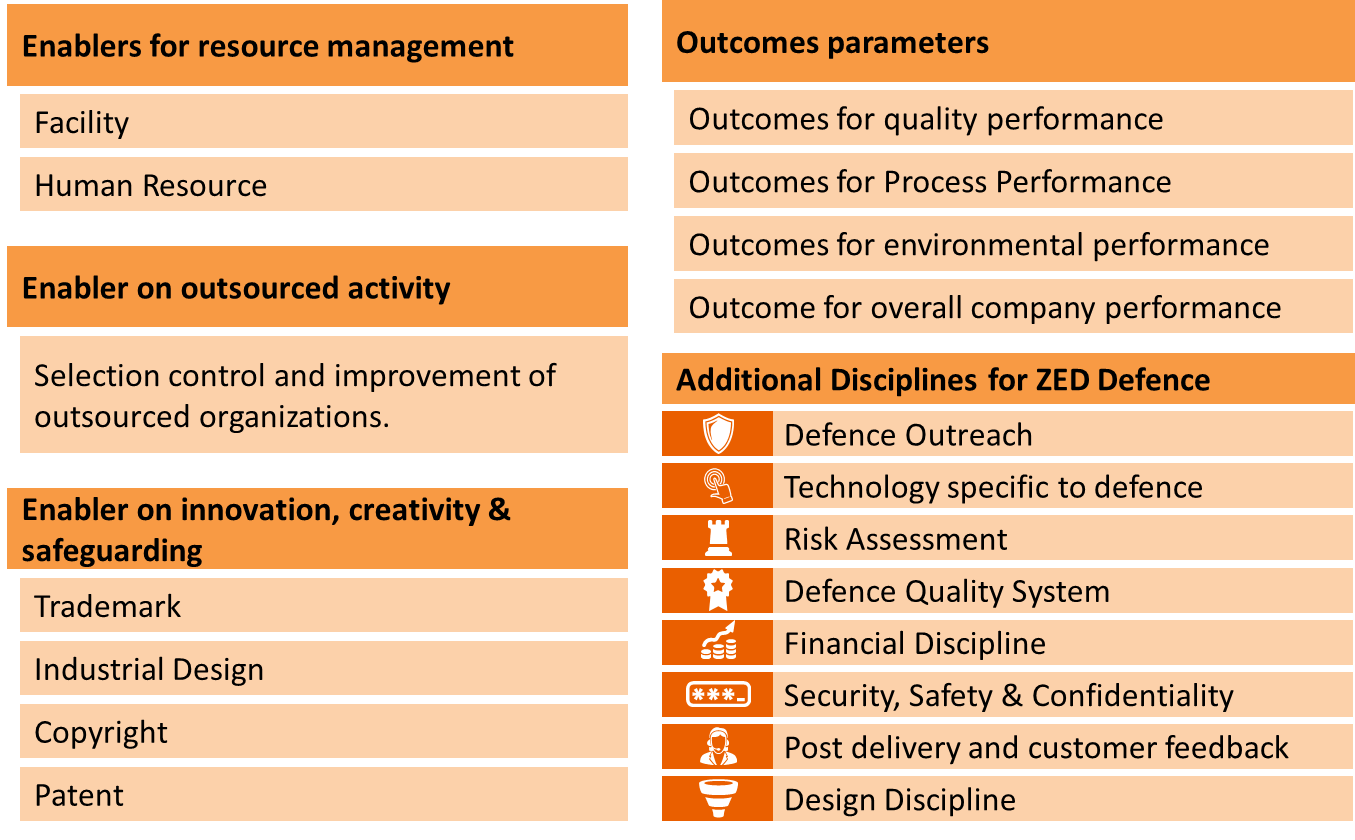 Enablers for resource management
Facility
Human Resource
Enabler on outsourced activity
Selection control and improvement of
outsourced organizations.
Enabler on innovation, creativity &
safeguarding
Trademark
Industrial Design
Copyright
Patent
Outcomes parameters
Outcomes for quality performance
Outcomes for Process Performance
Outcomes for environmental performance
Outcome for overall company performance
Additional Disciplines for ZED Defence
Defence Outreach
Technology specific to defence
Risk Assessment
Defence Quality System
Financial Discipline
***_ Security, Safety & Confidentiality
Post delivery and customer feedback
Design Discipline